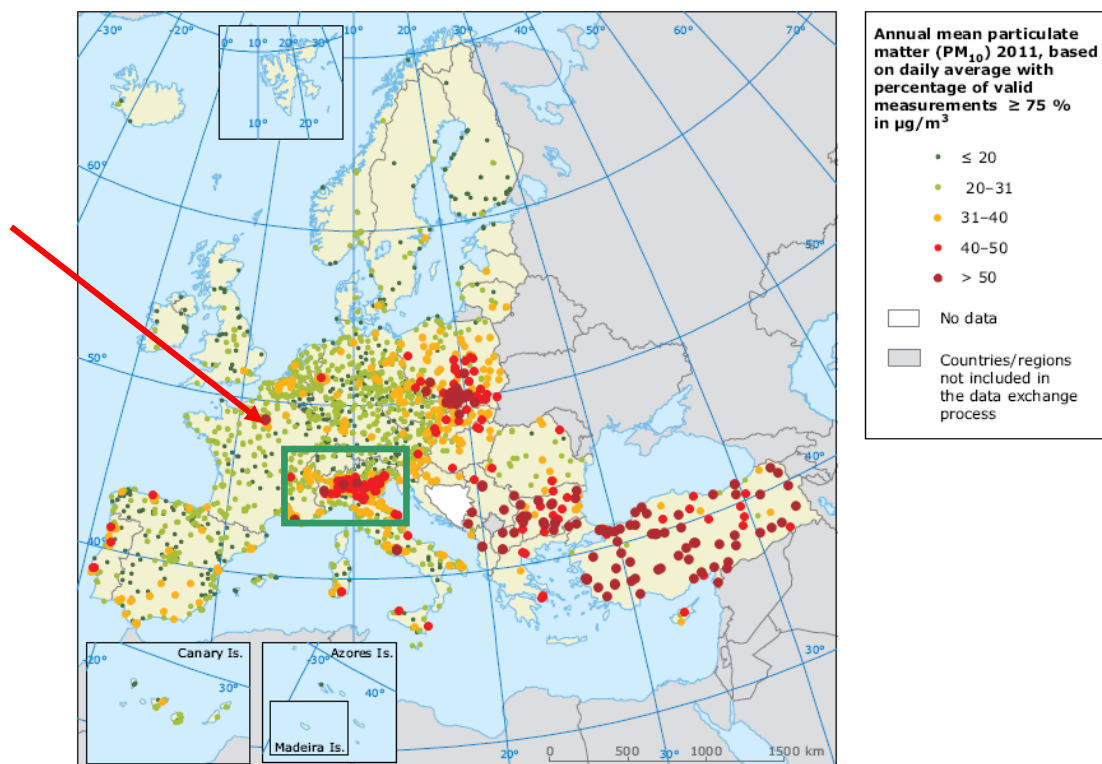 -30°
0°
10°
20°
30°
60°
70°
-20°
10°
20°
60°
50°
-10°
50°
40°
40°
Canary Is.
-20°
30°
Azores Is.
-30°
40°
Madeira Is.
30°
20°
30°
0 500 1000 1500 km
Annual mean particulate
matter (PM₁₀) 2011, based
on daily average with
percentage of valid
measurements ≥ 75 %
in µg/m³
≤ 20
20–31
31–40
40–50
> 50
No data
Countries/regions
not included in
the data exchange
process